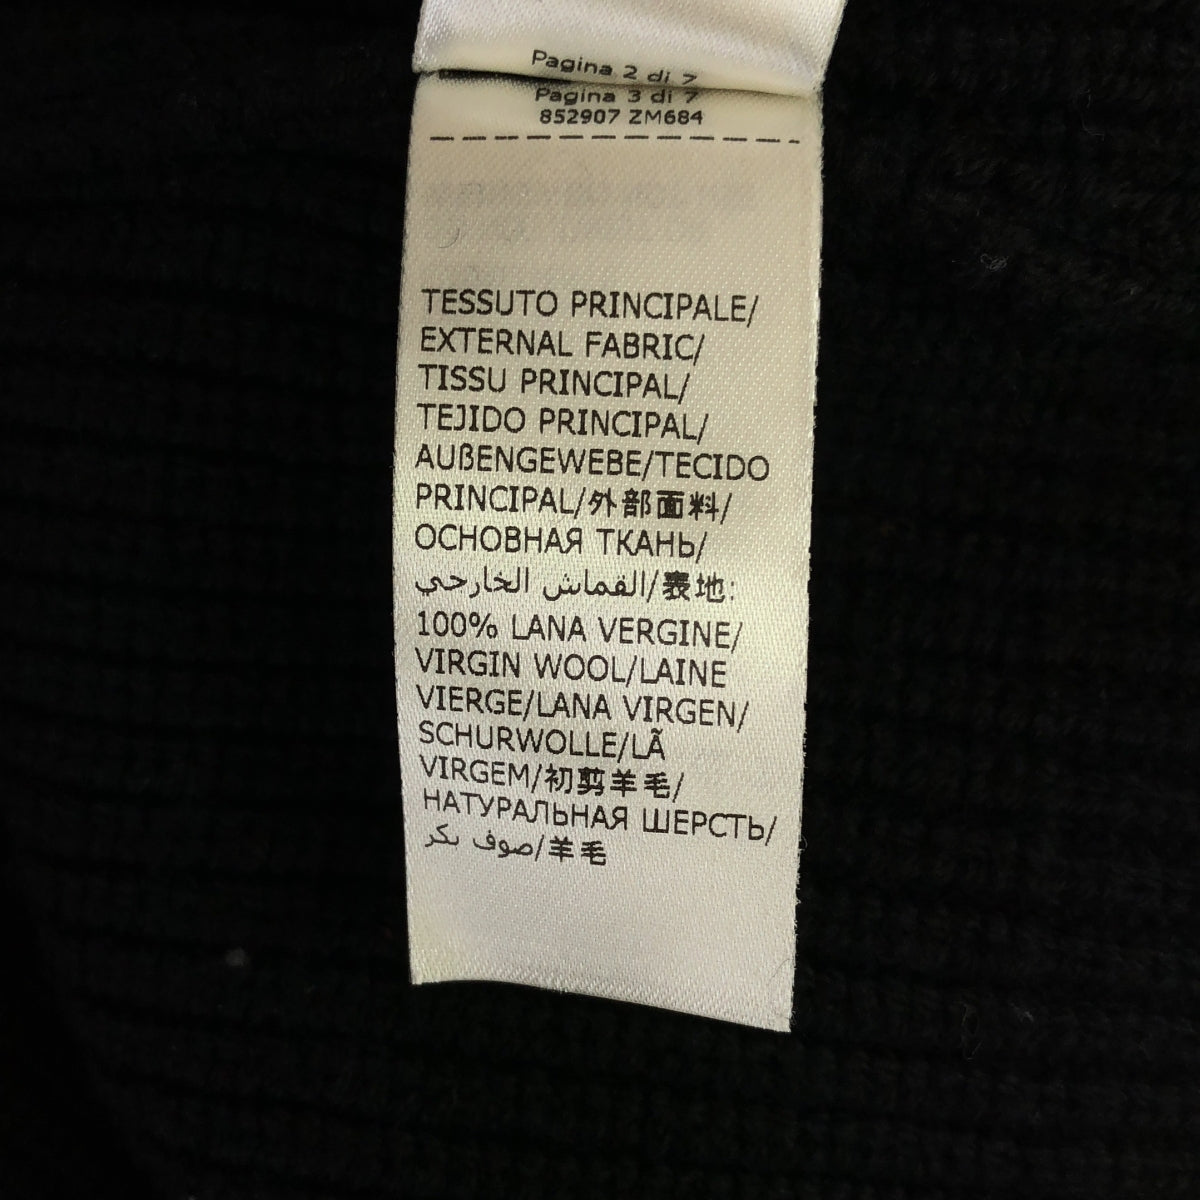 Pagina 2 di 7
Pagina 3 di 7
852907 ZM684
TESSUTO PRINCIPALE/
EXTERNAL FABRIC/
TISSU PRINCIPAL/
TEJIDO PRINCIPAL/
AUßENGEWEBE/TECIDO
PRINCIPAL/外部面料/
ОСНОВНАЯ ТКАНЬ/
القماش الخارجي/表地:
100% LANA VERGINE/
VIRGIN WOOL/LAINE
VIERGE/LANA VIRGEN/
SCHURWOLLE/LÃ
VIRGEM/初剪羊毛/
НАТУРАЛЬНАЯ ШЕРСТЬ/
صوف بكر/羊毛